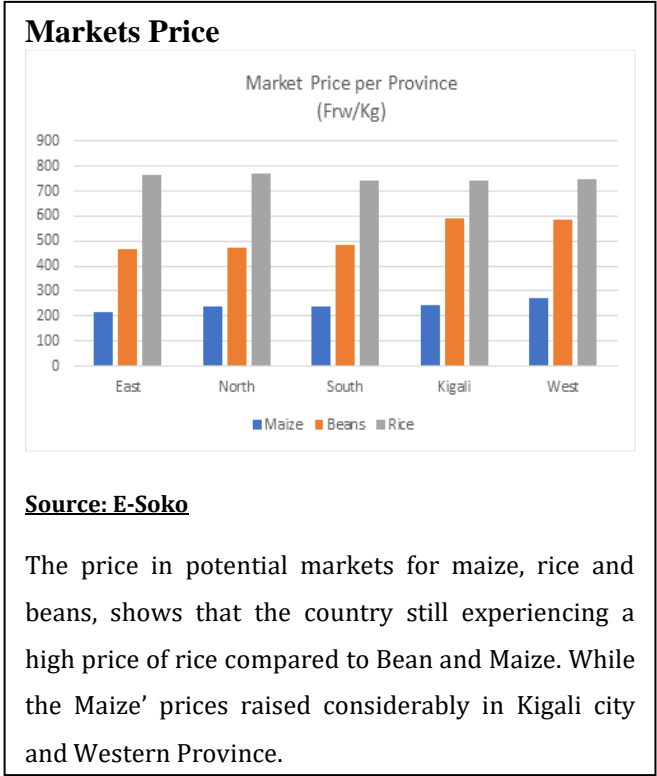 Markets Price
Market Price per Province
(Frw/Kg)
900
800
700
600
500
400
300
200
100
0
East North South Kigali West
Maize Beans Rice
Source: E-Soko
The price in potential markets for maize, rice and
beans, shows that the country still experiencing a
high price of rice compared to Bean and Maize. While
the Maize’ prices raised considerably in Kigali city
and Western Province.